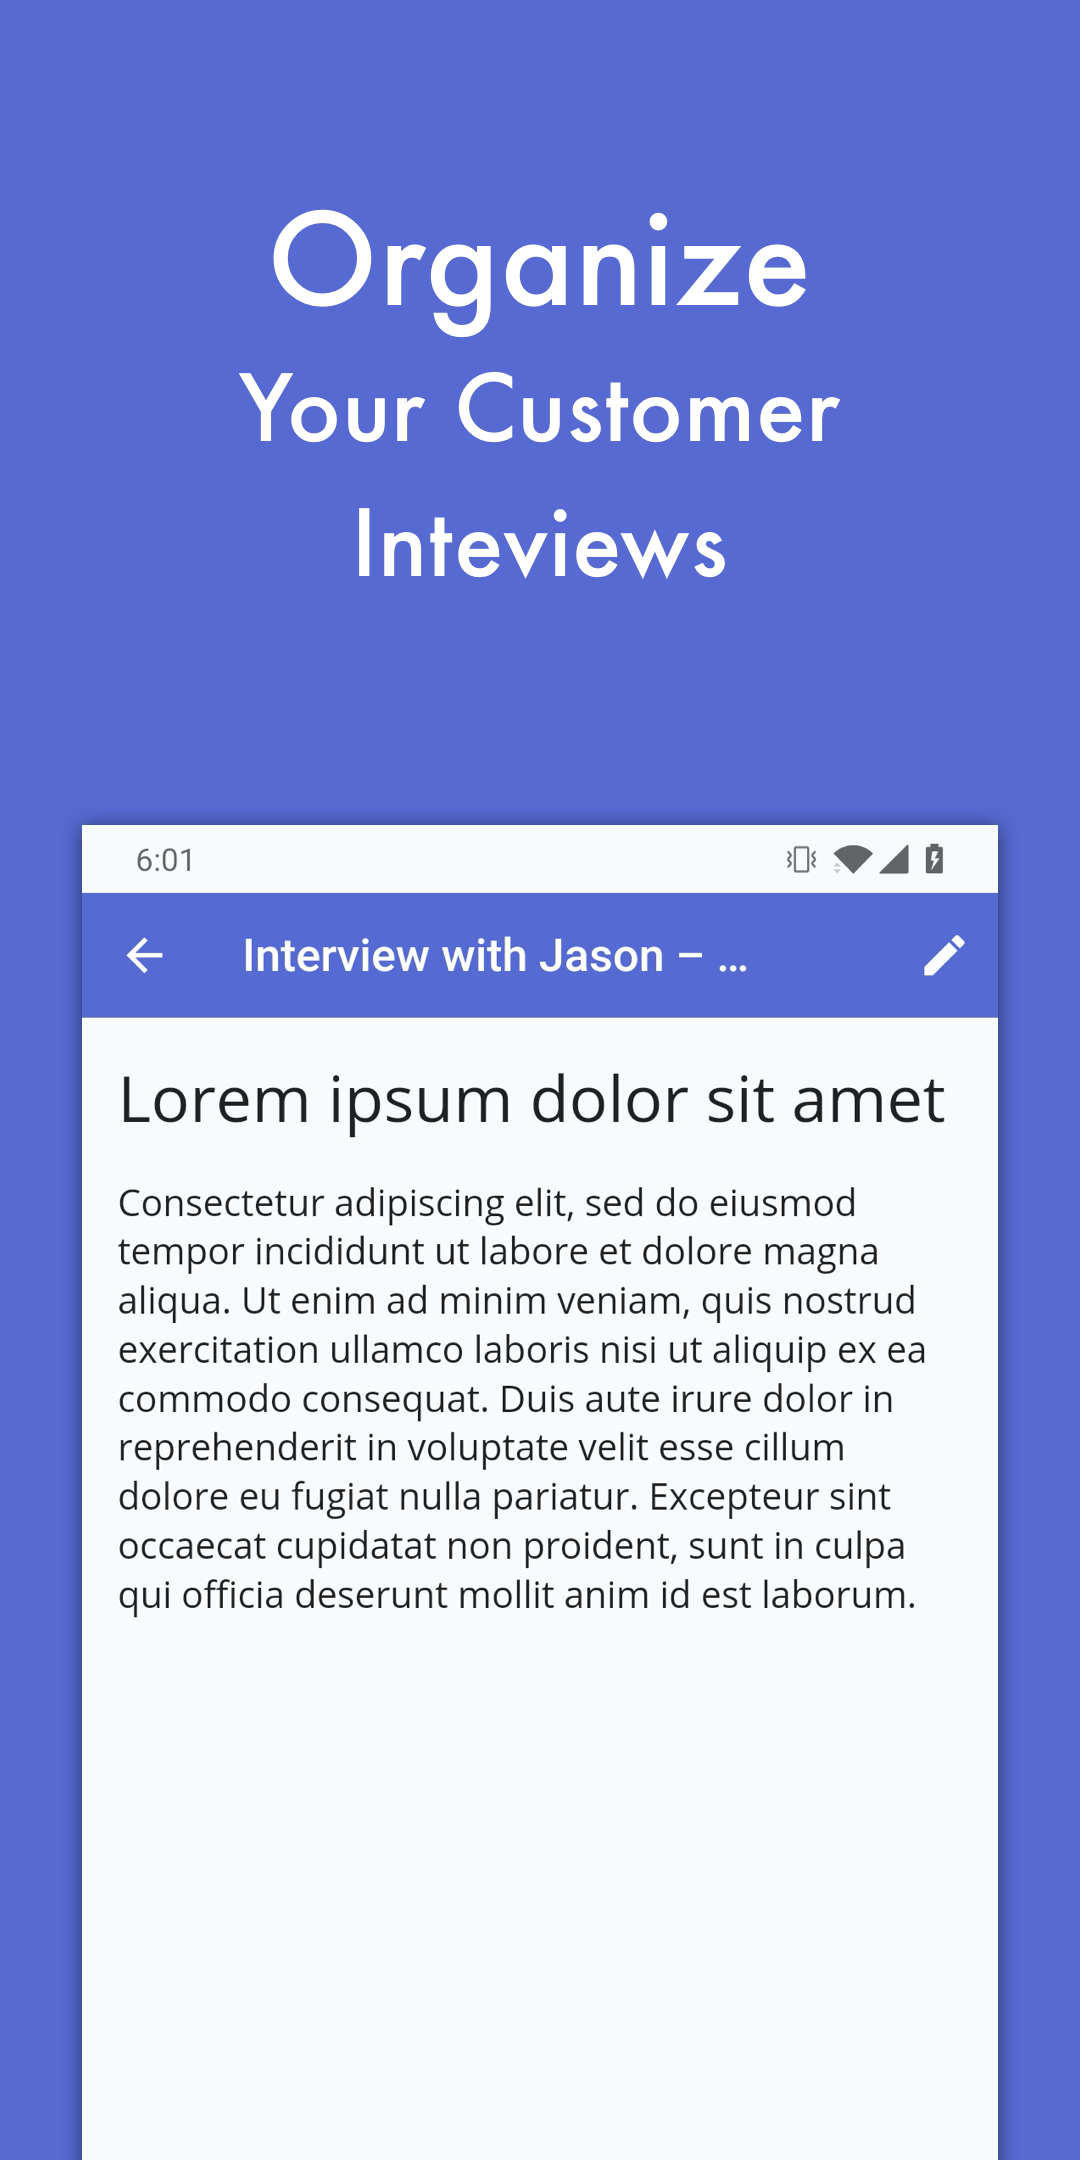 Organize
Your Customer
Inteviews
6:01
Interview with Jason – ...
Lorem ipsum dolor sit amet
Consectetur adipiscing elit, sed do eiusmod
tempor incididunt ut labore et dolore magna
aliqua. Ut enim ad minim veniam, quis nostrud
exercitation ullamco laboris nisi ut aliquip ex ea
commodo consequat. Duis aute irure dolor in
reprehenderit in voluptate velit esse cillum
dolore eu fugiat nulla pariatur. Excepteur sint
occaecat cupidatat non proident, sunt in culpa
qui officia deserunt mollit anim id est laborum.